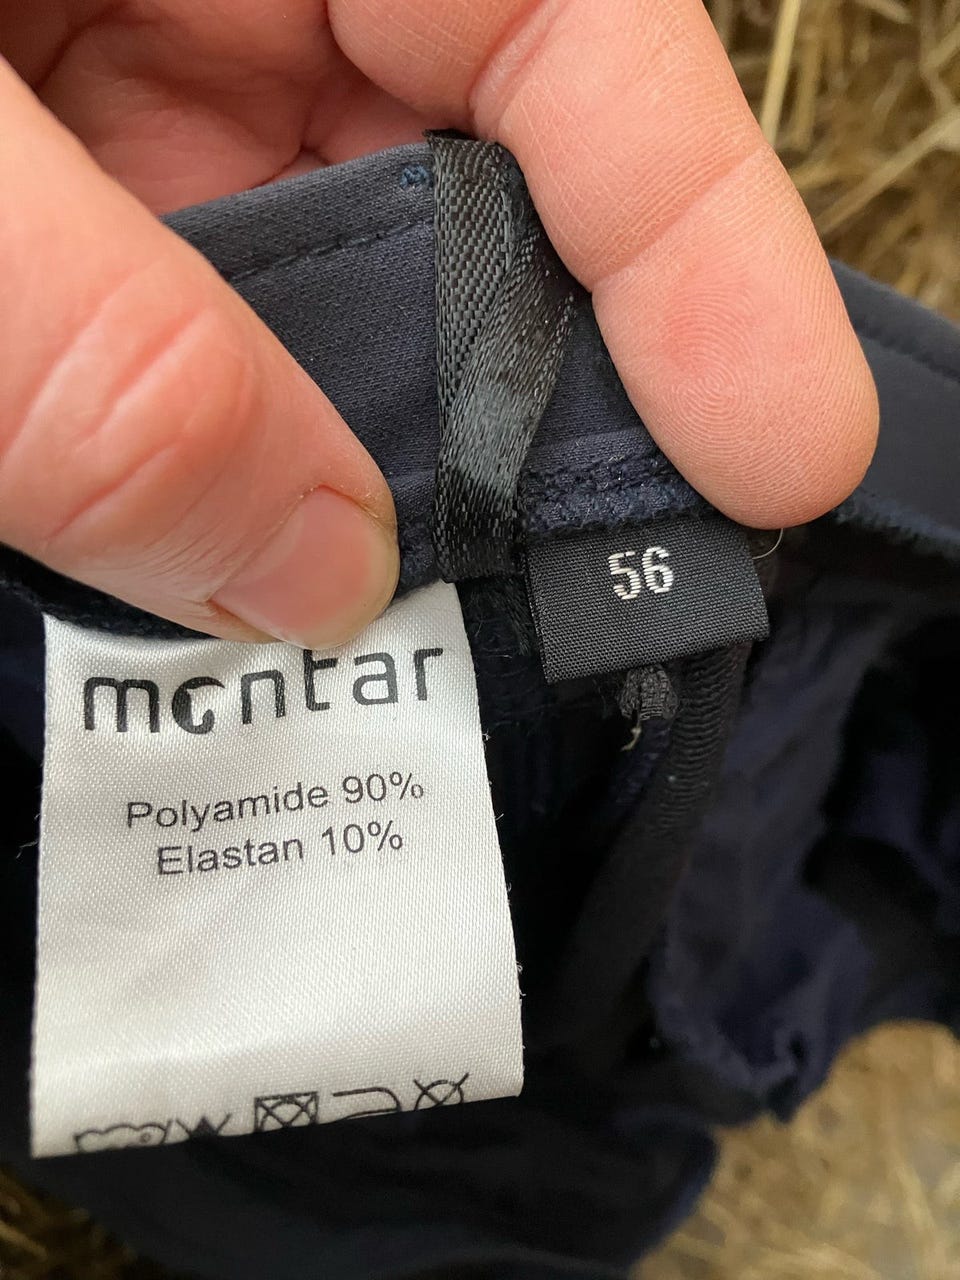 56
montar
Polyamide 90%
Elastan 10%